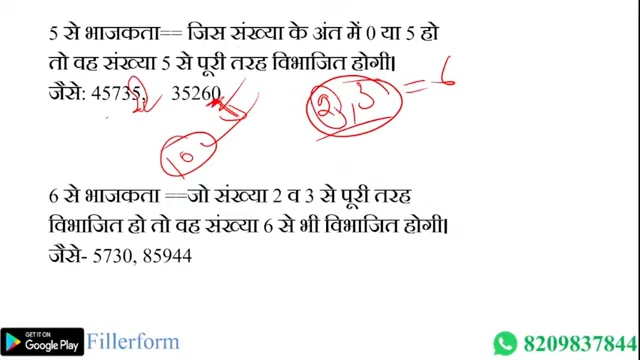 5 से भाजकता== जिस संख्या के अंत में 0 या 5 हो
तो वह संख्या 5 से पूरी तरह विभाजित होगी।
जैसे: 45735, 35260
2,3 = 6
10
6 से भाजकता ==जो संख्या 2 व 3 से पूरी तरह
विभाजित हो तो वह संख्या 6 से भी विभाजित होगी।
जैसे- 5730, 85944
GET IT ON
Google Play
Fillerform
8209837844